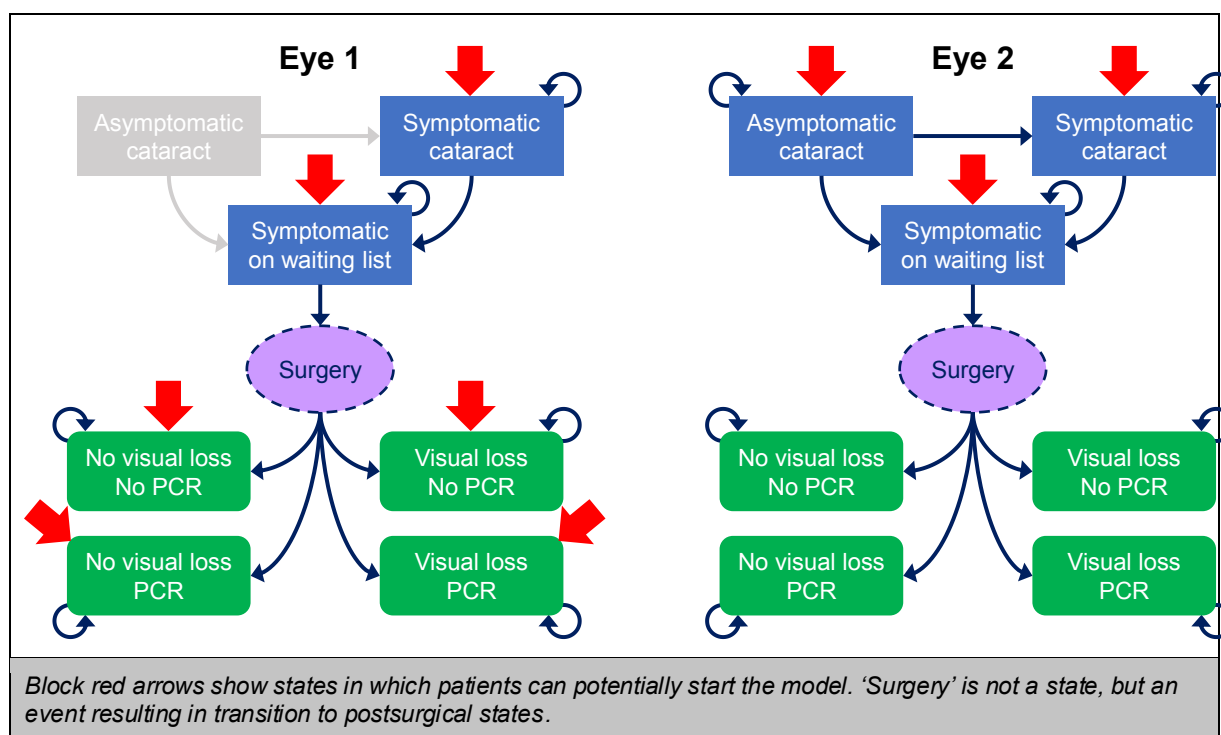 Eye 1
Asymptomatic
cataract
Symptomatic
cataract
Symptomatic
on waiting list
Surgery
No visual loss
No PCR
Visual loss
No PCR
No visual loss
PCR
Visual loss
PCR
Eye 2
Asymptomatic
cataract
Symptomatic
cataract
Symptomatic
on waiting list
Surgery
No visual loss
No PCR
Visual loss
No PCR
No visual loss
PCR
Visual loss
PCR
Block red arrows show states in which patients can potentially start the model. ‘Surgery’ is not a state, but an
event resulting in transition to postsurgical states.